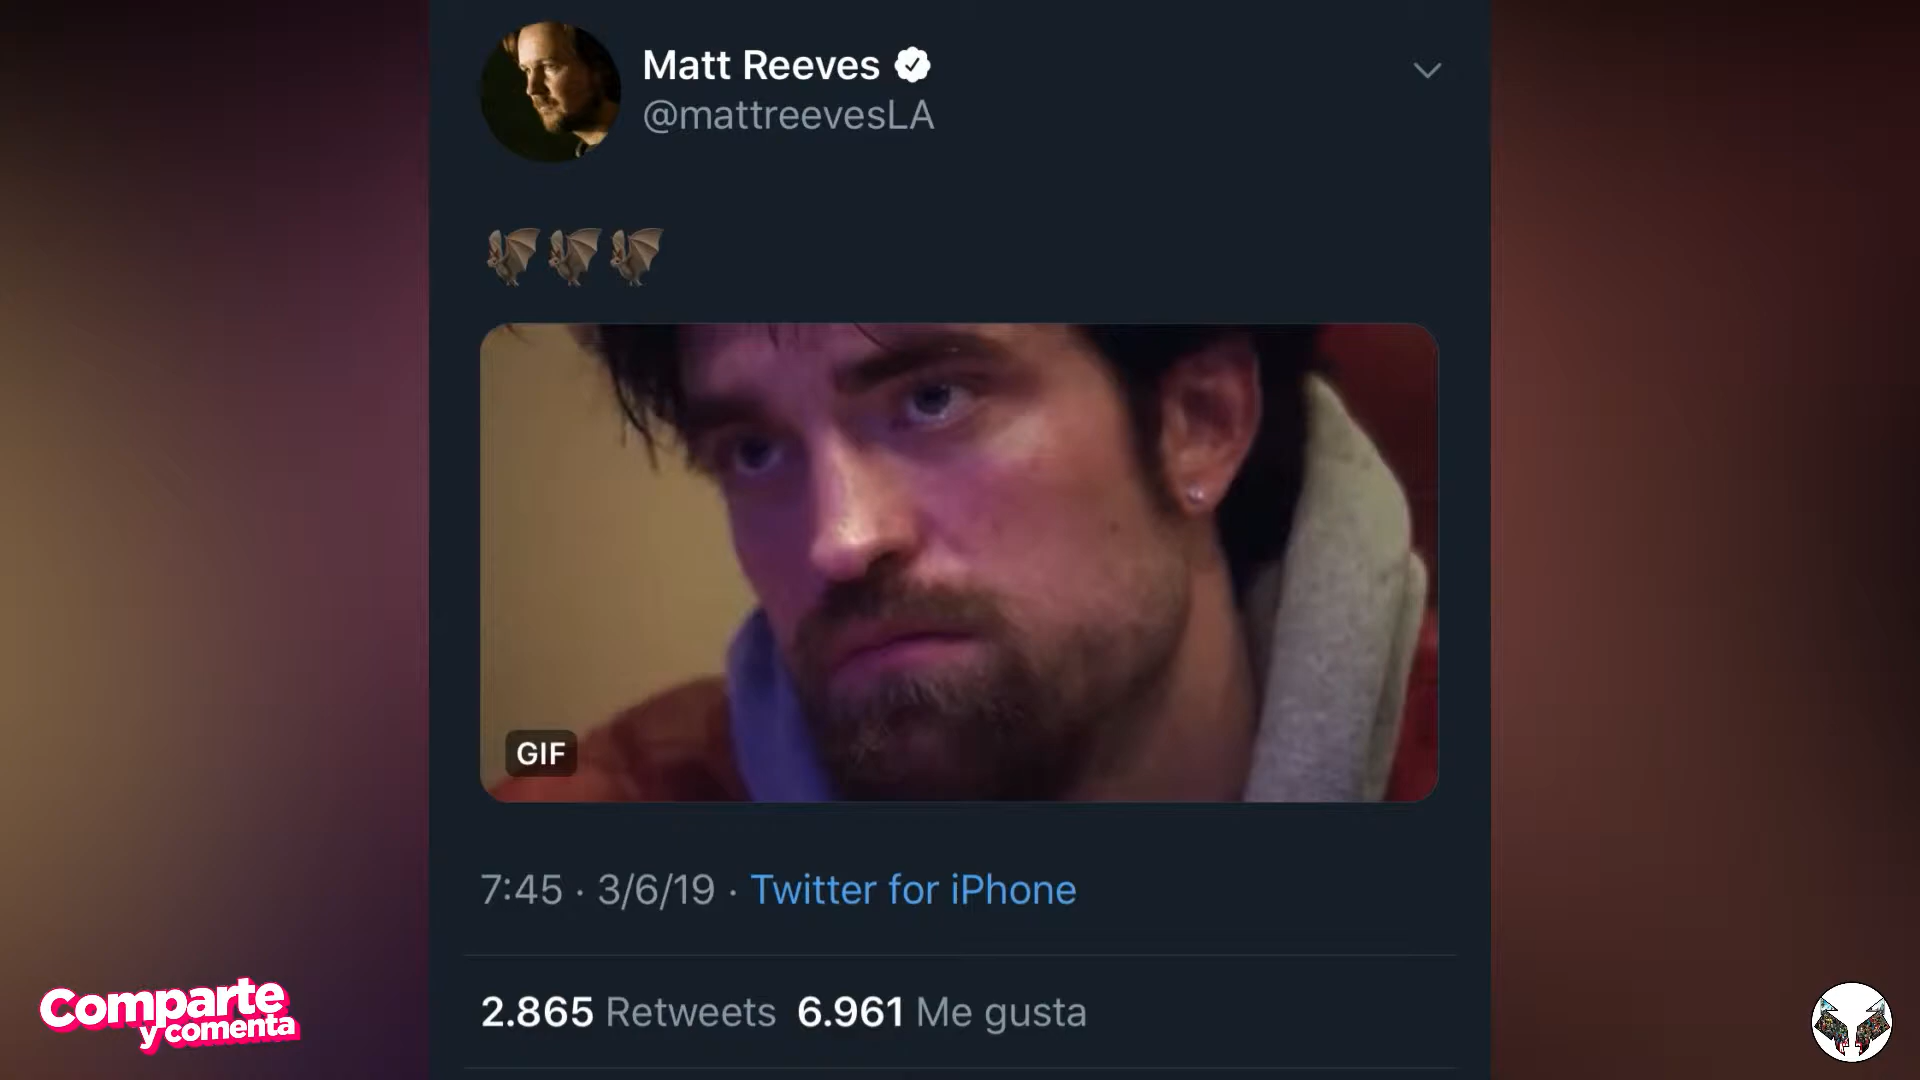 Matt Reeves
@mattreevesLA
🦇🦇🦇
GIF
7:45 · 3/6/19 · Twitter for iPhone
2.865 Retweets 6.961 Me gusta
Comparte
y comenta